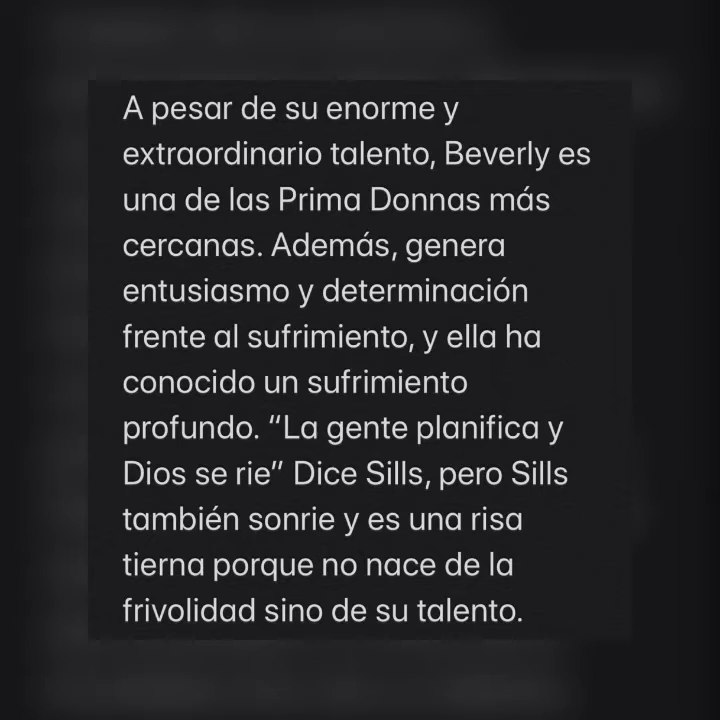 A pesar de su enorme y
extraordinario talento, Beverly es
una de las Prima Donnas más
cercanas. Además, genera
entusiasmo y determinación
frente al sufrimiento, y ella ha
conocido un sufrimiento
profundo. “La gente planifica y
Dios se rie” Dice Sills, pero Sills
también sonrie y es una risa
tierna porque no nace de la
frivolidad sino de su talento.